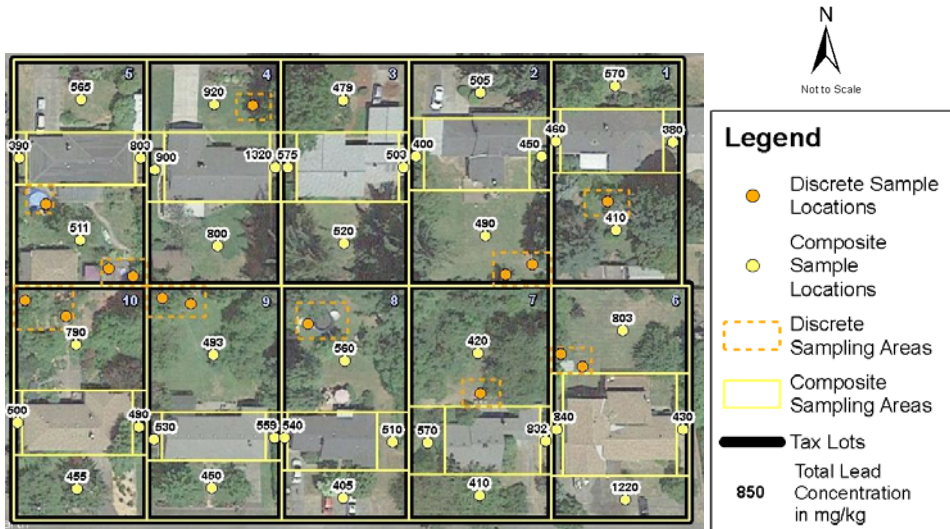 N
Not to Scale
5 4 3 2 1
565 920 479 505 570
390 803 900 1320 575 503 400 450 460 380
511 800 520 490 410
10 9 8 7 6
790 493 560 420 803
500 490 530 559 540 510 570 832 840 430
455 450 405 410 1220
Legend
Discrete Sample
Locations
Composite
Sample
Locations
Discrete
Sampling Areas
Composite
Sampling Areas
Tax Lots
850
Total Lead
Concentration
in mg/kg